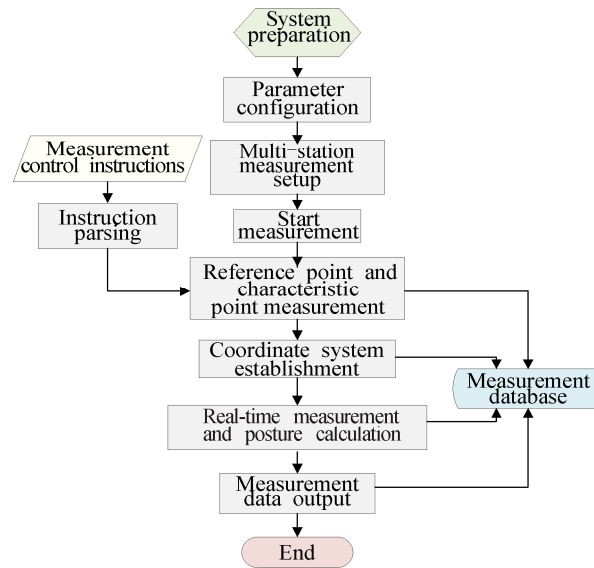 System
preparation
Parameter
configuration
Multi-station
measurement
setup
Measurement
control instructions
Instruction
parsing
Start
measurement
Reference point and
characteristic
point measurement
Coordinate system
establishment
Measurement
database
Real-time measurement
and posture calculation
Measurement
data output
End